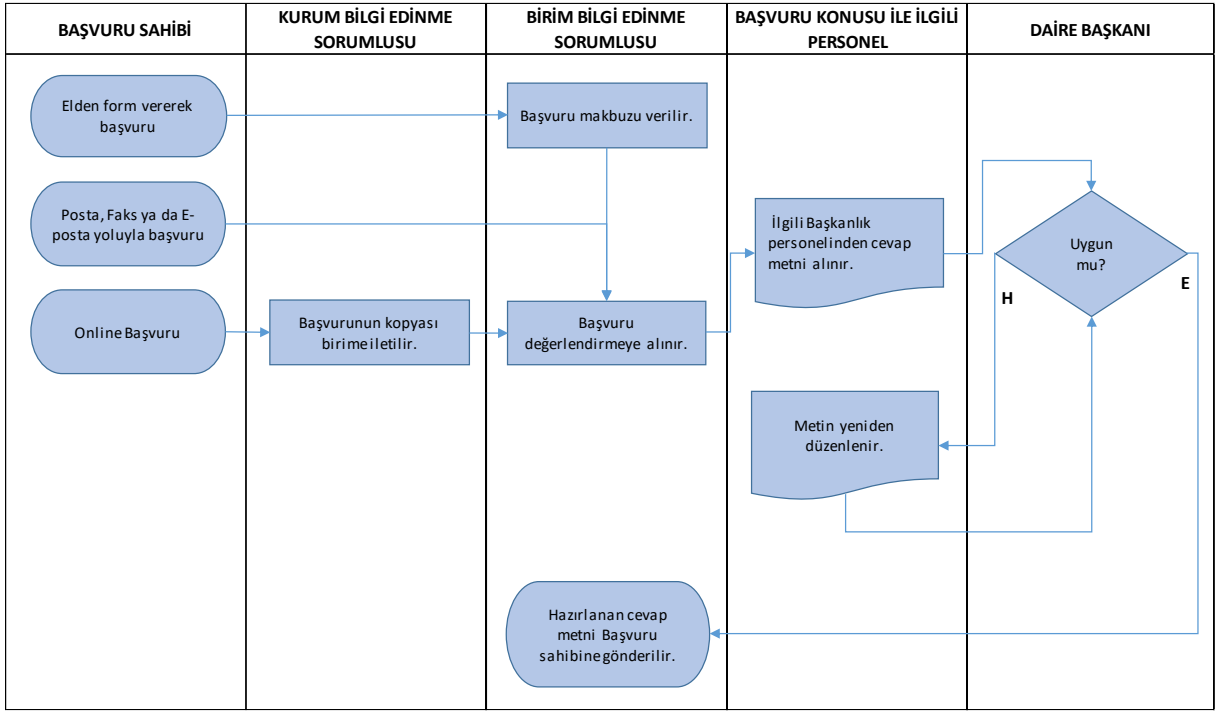 BAŞVURU SAHİBİ
KURUM BİLGİ EDİNME
SORUMLUSU
BİRİM BİLGİ EDİNME
SORUMLUSU
BAŞVURU KONUSU İLE İLGİLİ
PERSONEL
DAİRE BAŞKANI
Elden form vererek
başvuru
Başvuru makbuzu verilir.
Posta, Faks ya da E-
posta yoluyla başvuru
İlgili Başkanlık
personelinden cevap
metni alınır.
Uygun
mu?
H
E
Online Başvuru
Başvurunun kopyası
birime iletilir.
Başvuru
değerlendirmeye alınır.
Metin yeniden
düzenlenir.
Hazırlanan cevap
metni Başvuru
sahibine gönderilir.